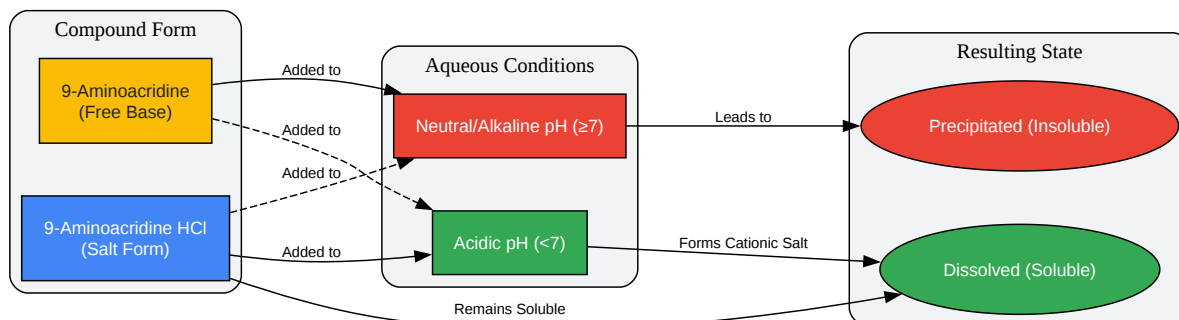 Compound Form
9-Aminoacridine
(Free Base)
9-Aminoacridine HCl
(Salt Form)
Added to
Added to
Added to
Added to
Aqueous Conditions
Neutral/Alkaline pH (≥7)
Acidic pH (<7)
Leads to
Forms Cationic Salt
Remains Soluble
Resulting State
Precipitated (Insoluble)
Dissolved (Soluble)